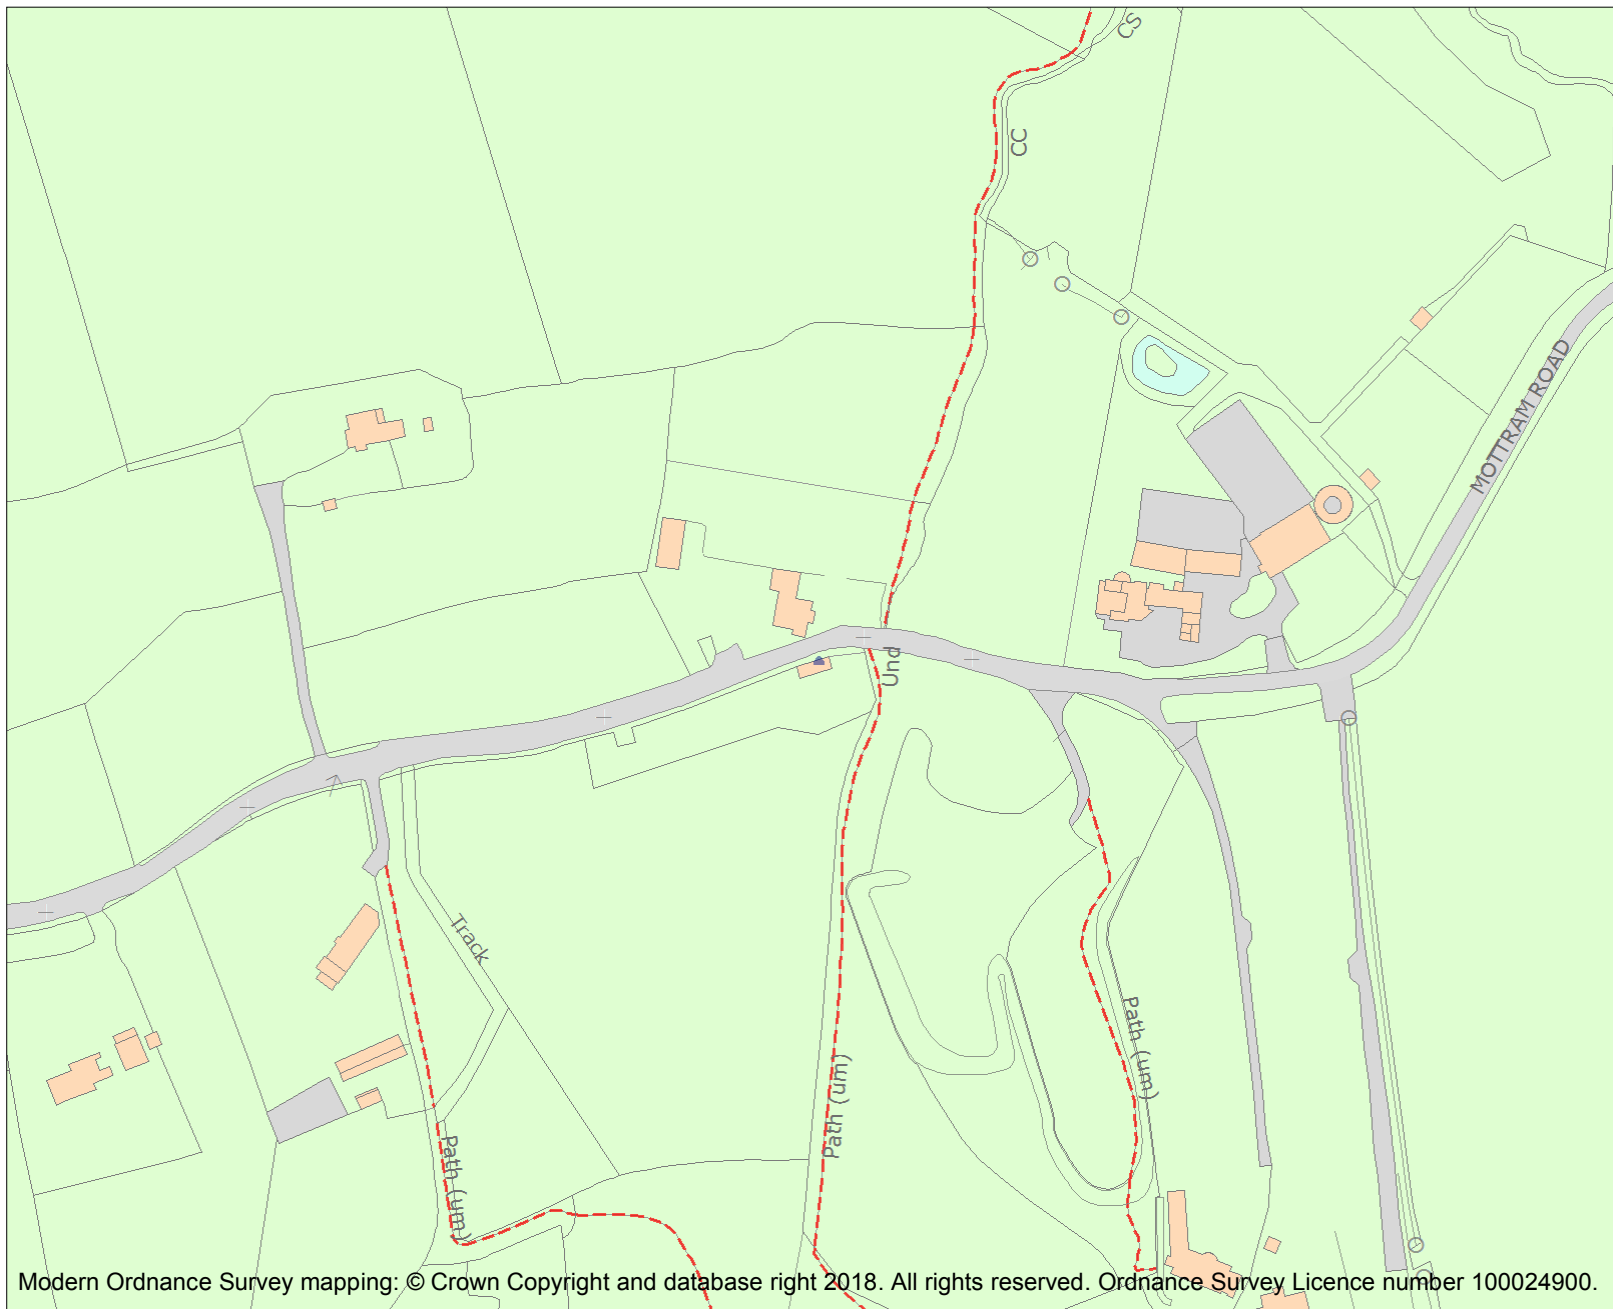 CS
CC
MOTTRAM ROAD
Und
Track
Path (um)
Path (um)
Path (um)
Modern Ordnance Survey mapping: © Crown Copyright and database right 2018. All rights reserved. Ordnance Survey Licence number 100024900.